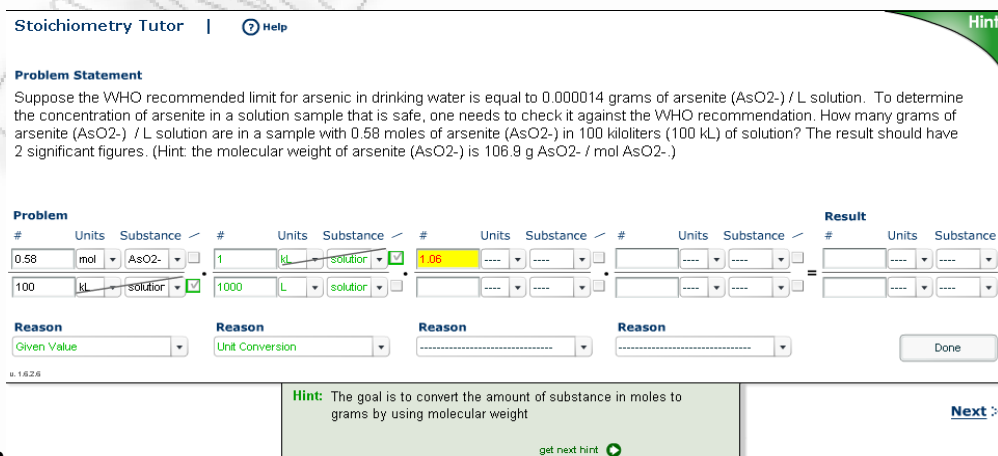 Stoichiometry Tutor | ? Help
Hint
Problem Statement
Suppose the WHO recommended limit for arsenic in drinking water is equal to 0.000014 grams of arsenite (AsO2-) / L solution. To determine
the concentration of arsenite in a solution sample that is safe, one needs to check it against the WHO recommendation. How many grams of
arsenite (AsO2-) / L solution are in a sample with 0.58 moles of arsenite (AsO2-) in 100 kiloliters (100 kL) of solution? The result should have
2 significant figures. (Hint: the molecular weight of arsenite (AsO2-) is 106.9 g AsO2- / mol AsO2-.)
Problem Result
# Units Substance # Units Substance # Units Substance # Units Substance # Units Substance
0.58 mol AsO2- 1 kL solution 1.06 ---- ---- ---- ---- = ---- ----
100 kL solution 1000 L solution ---- ---- ---- ---- ---- ----
Reason Reason Reason Reason
Given Value Unit Conversion -------------------------------- -------------------------------- Done
u. 1.6.2.6
Hint: The goal is to convert the amount of substance in moles to
grams by using molecular weight
Next
get next hint